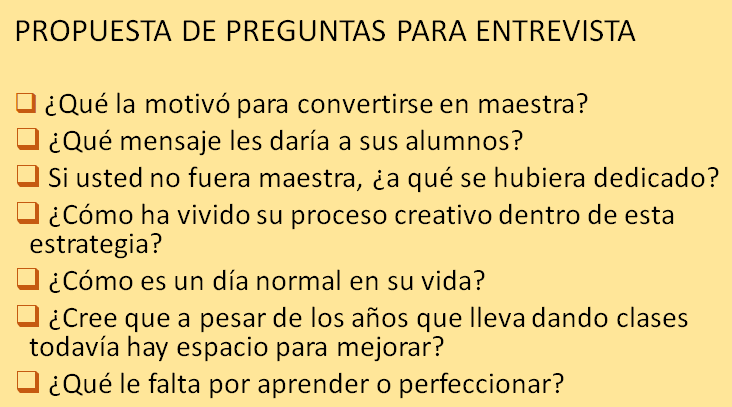 PROPUESTA DE PREGUNTAS PARA ENTREVISTA
❑ ¿Qué la motivó para convertirse en maestra?
❑ ¿Qué mensaje les daría a sus alumnos?
❑ Si usted no fuera maestra, ¿a qué se hubiera dedicado?
❑ ¿Cómo ha vivido su proceso creativo dentro de esta
estrategia?
❑ ¿Cómo es un día normal en su vida?
❑ ¿Cree que a pesar de los años que lleva dando clases
todavía hay espacio para mejorar?
❑ ¿Qué le falta por aprender o perfeccionar?